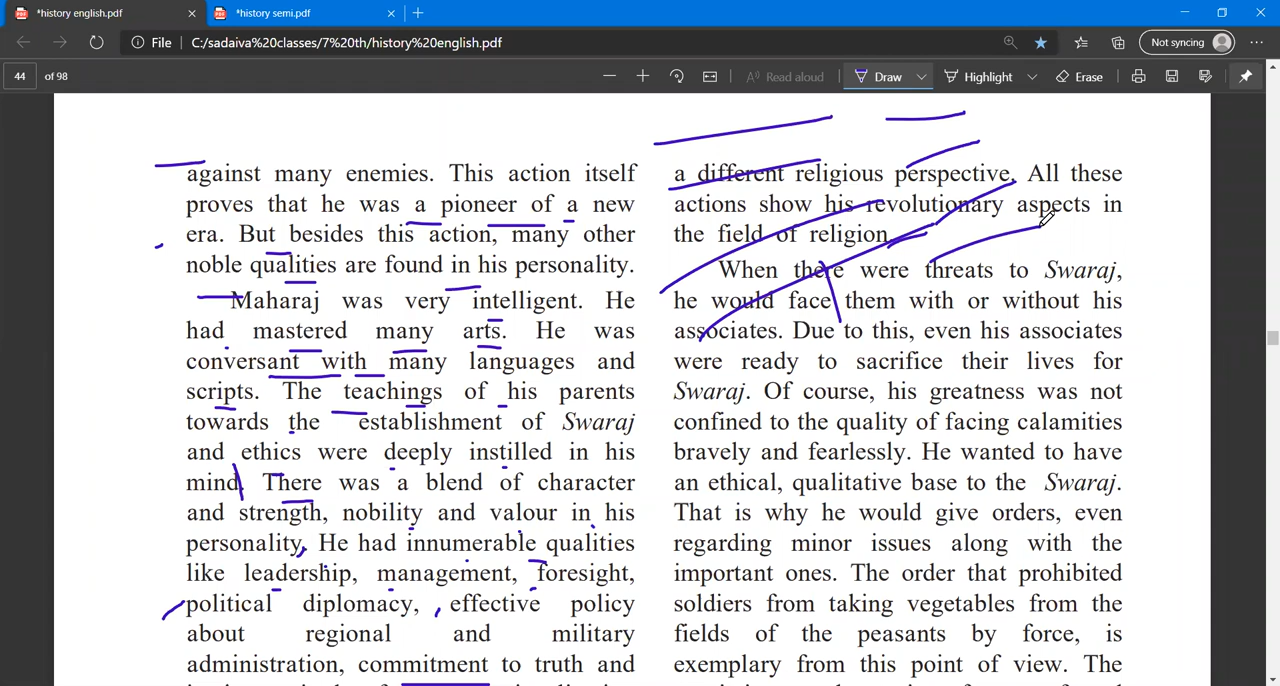 *history english.pdf
*history semi.pdf
File
C:/sadaiva%20classes/7%20th/history%20english.pdf
Not syncing
44 of 98
Read aloud
Draw
Highlight
Erase
against many enemies. This action itself
proves that he was a pioneer of a new
era. But besides this action, many other
noble qualities are found in his personality.
Maharaj was very intelligent. He
had mastered many arts. He was
conversant with many languages and
scripts. The teachings of his parents
towards the establishment of Swaraj
and ethics were deeply instilled in his
mind. There was a blend of character
and strength, nobility and valour in his
personality. He had innumerable qualities
like leadership, management, foresight,
political diplomacy, effective policy
about regional and military
administration, commitment to truth and
a different religious perspective. All these
actions show his revolutionary aspects in
the field of religion.
When there were threats to Swaraj,
he would face them with or without his
associates. Due to this, even his associates
were ready to sacrifice their lives for
Swaraj. Of course, his greatness was not
confined to the quality of facing calamities
bravely and fearlessly. He wanted to have
an ethical, qualitative base to the Swaraj.
That is why he would give orders, even
regarding minor issues along with the
important ones. The order that prohibited
soldiers from taking vegetables from the
fields of the peasants by force, is
exemplary from this point of view. The